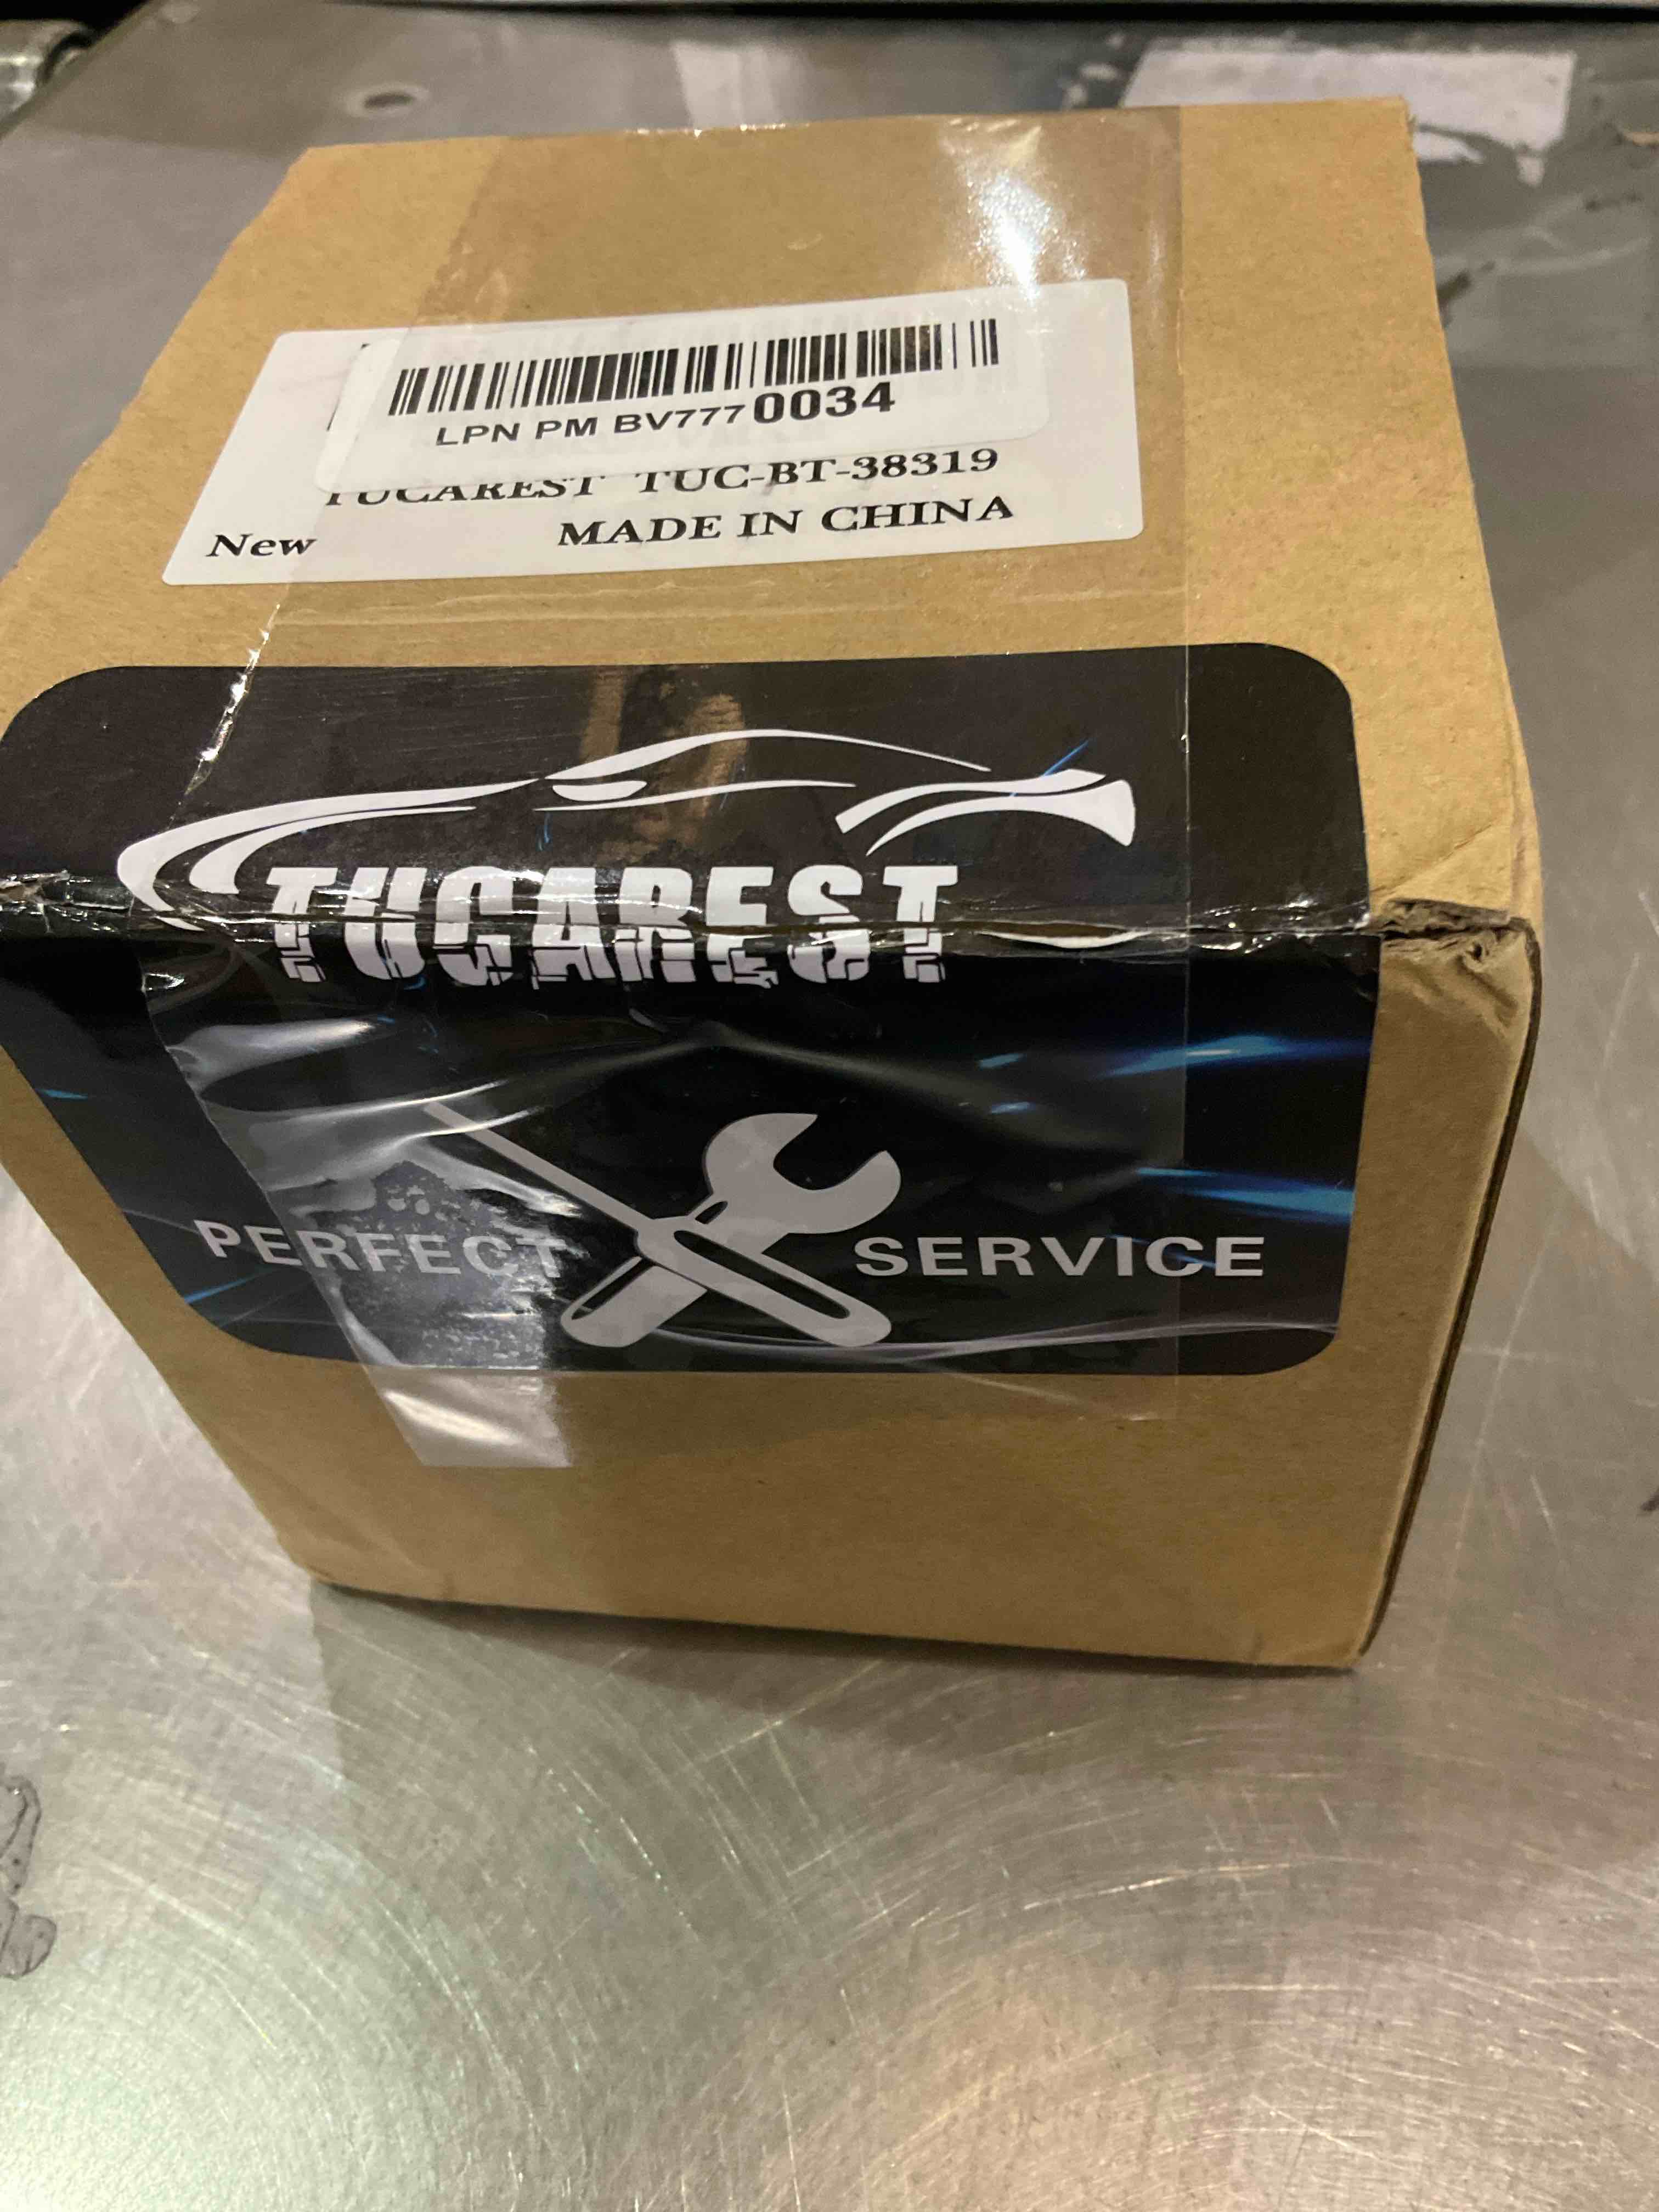 LPN PM BV7770034
TUCAREST TUC-BT-38319
New MADE IN CHINA
TUCAREST
PERFECT SERVICE